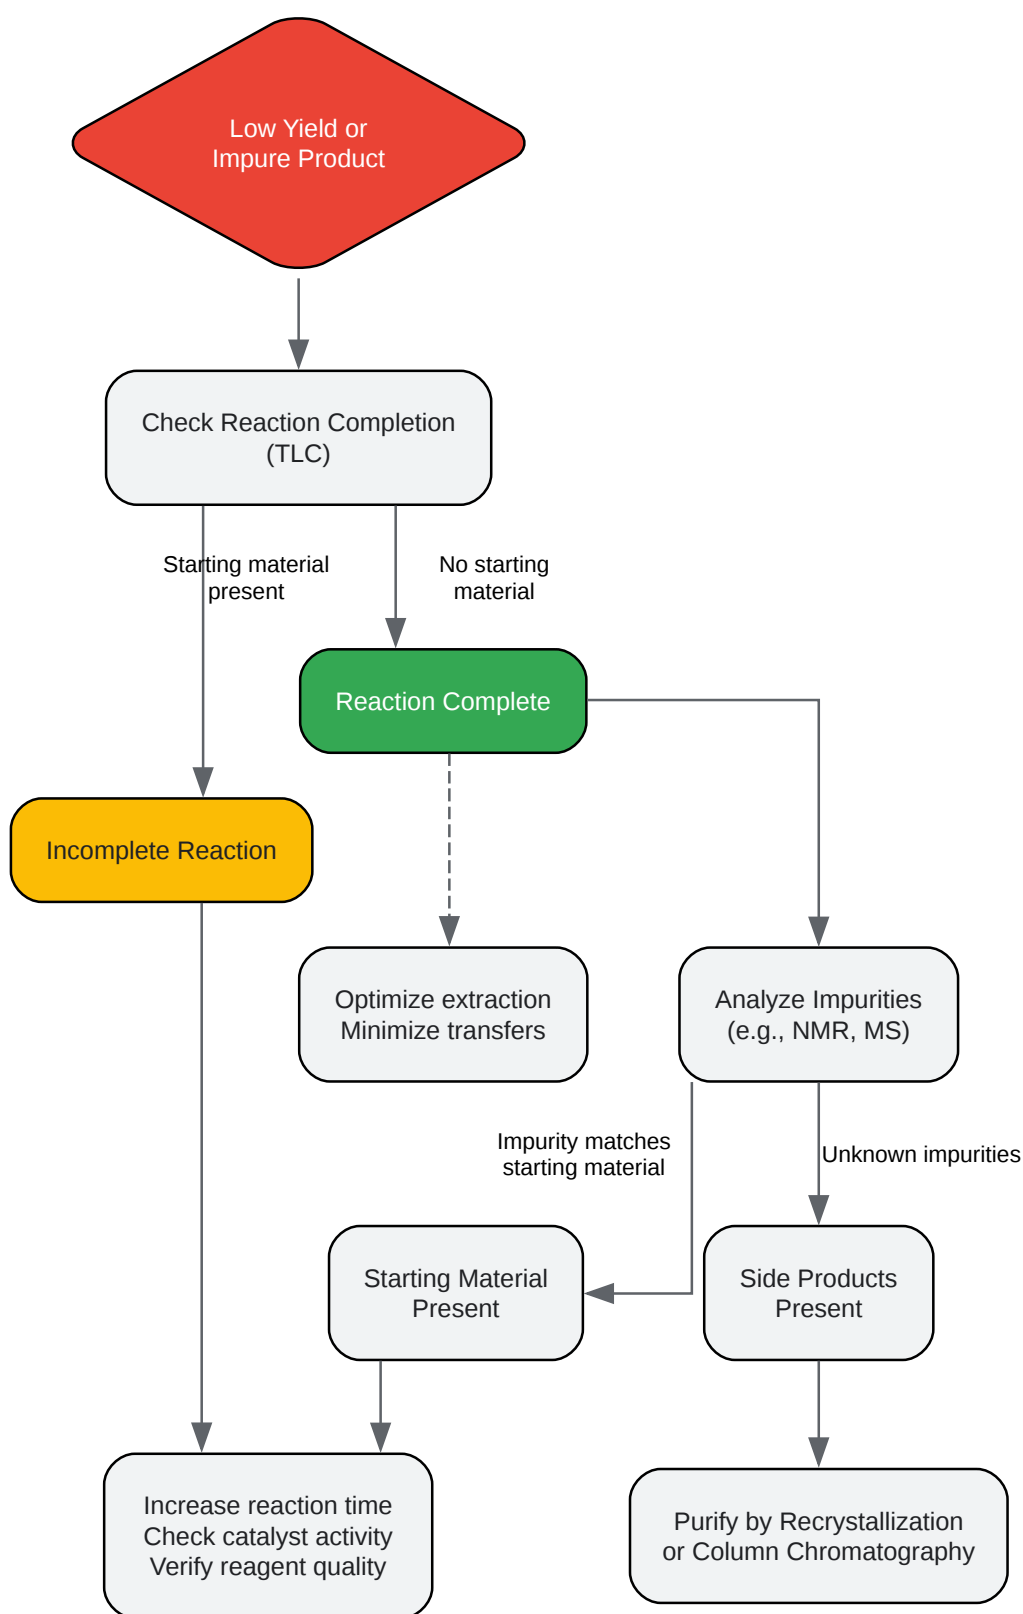 Low Yield or
Impure Product
Check Reaction Completion
(TLC)
Starting material
present
No starting
material
Reaction Complete
Incomplete Reaction
Optimize extraction
Minimize transfers
Analyze Impurities
(e.g., NMR, MS)
Impurity matches
starting material
Unknown impurities
Starting Material
Present
Side Products
Present
Increase reaction time
Check catalyst activity
Verify reagent quality
Purify by Recrystallization
or Column Chromatography